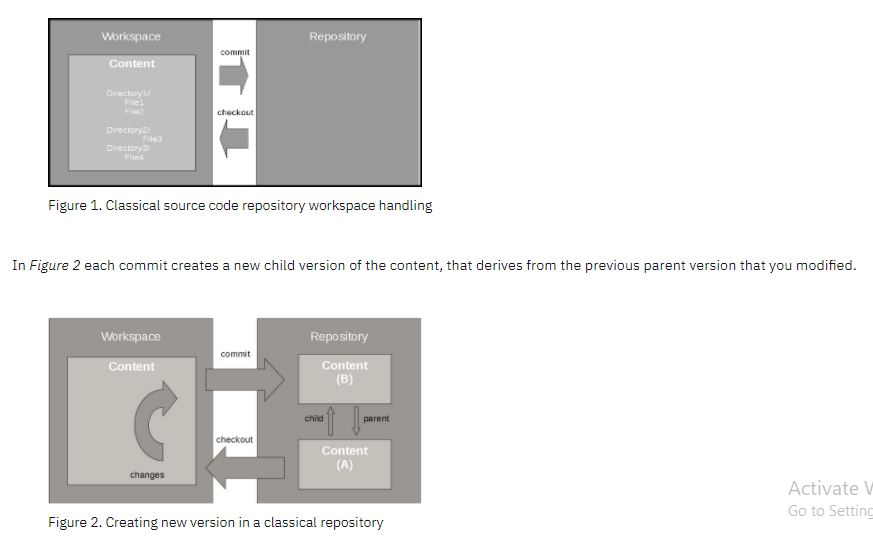 Workspace
Repository
commit
Content
Directory1/
File1
File2
checkout
Directory2/
File3
Directory3/
File4
Figure 1. Classical source code repository workspace handling
In Figure 2 each commit creates a new child version of the content, that derives from the previous parent version that you modified.
Workspace
Repository
commit
Content
Content
(B)
child
parent
checkout
Content
(A)
changes
Activate
Go to Setting
Figure 2. Creating new version in a classical repository